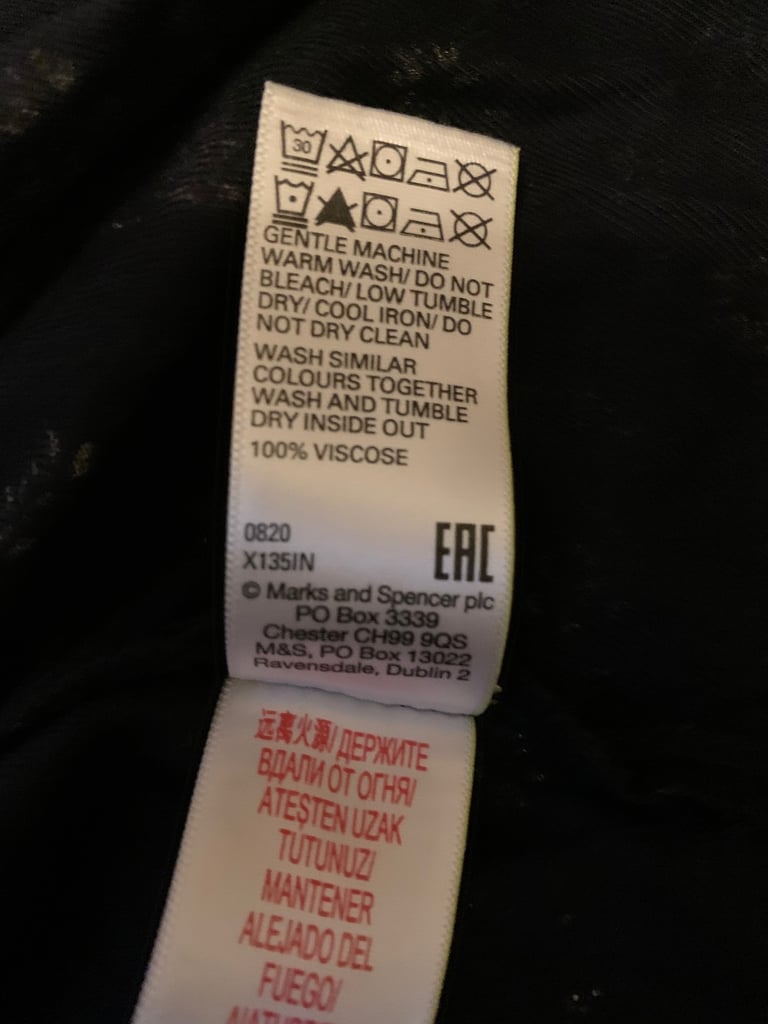 30
GENTLE MACHINE
WARM WASH/ DO NOT
BLEACH/ LOW TUMBLE
DRY/ COOL IRON/ DO
NOT DRY CLEAN
WASH SIMILAR
COLOURS TOGETHER
WASH AND TUMBLE
DRY INSIDE OUT
100% VISCOSE
0820
X135IN
EAC
© Marks and Spencer plc
PO Box 3339
Chester CH99 9QS
M&S, PO Box 13022
Ravensdale, Dublin 2
远离火源/ ДЕРЖИТЕ
ВДАЛИ ОТ ОГНЯ/
ATEŞTEN UZAK
TUTUNUZ/
MANTENER
ALEJADO DEL
FUEGO/